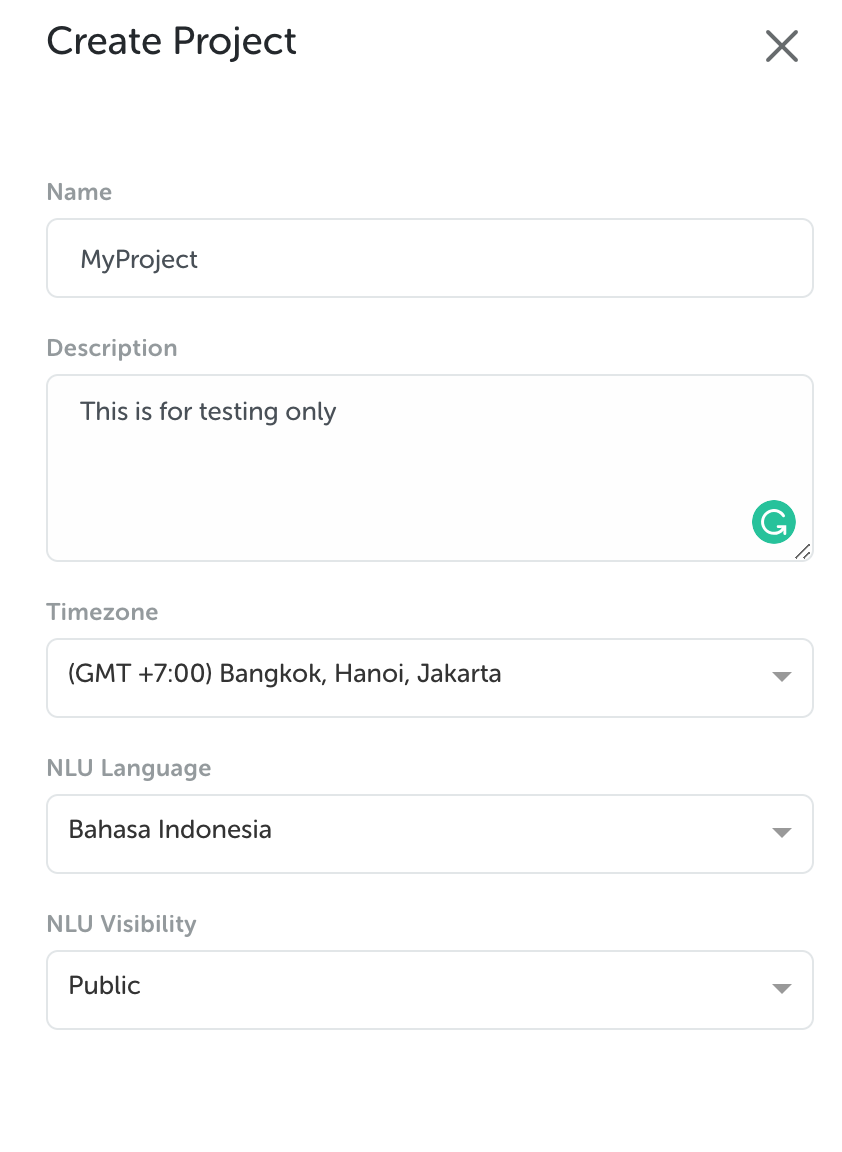 Create Project
Name
MyProject
Description
This is for testing only
Timezone
(GMT +7:00) Bangkok, Hanoi, Jakarta
NLU Language
Bahasa Indonesia
NLU Visibility
Public